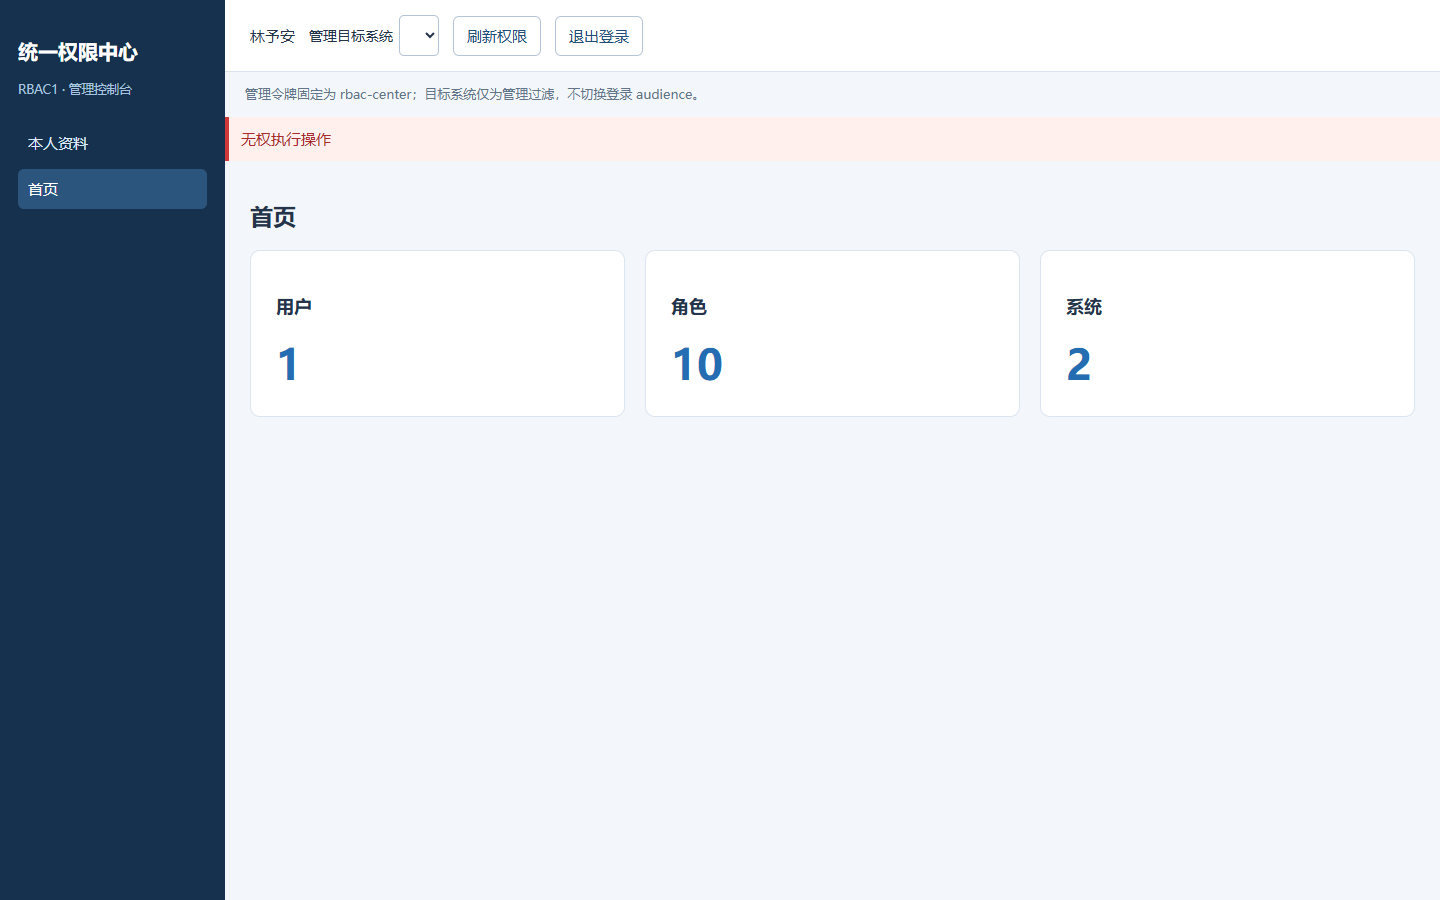 统一权限中心
RBAC1 · 管理控制台
本人资料
首页
林予安 管理目标系统 刷新权限 退出登录
管理令牌固定为 rbac-center；目标系统仅为管理过滤，不切换登录 audience。
无权执行操作
首页
用户
1
角色
10
系统
2